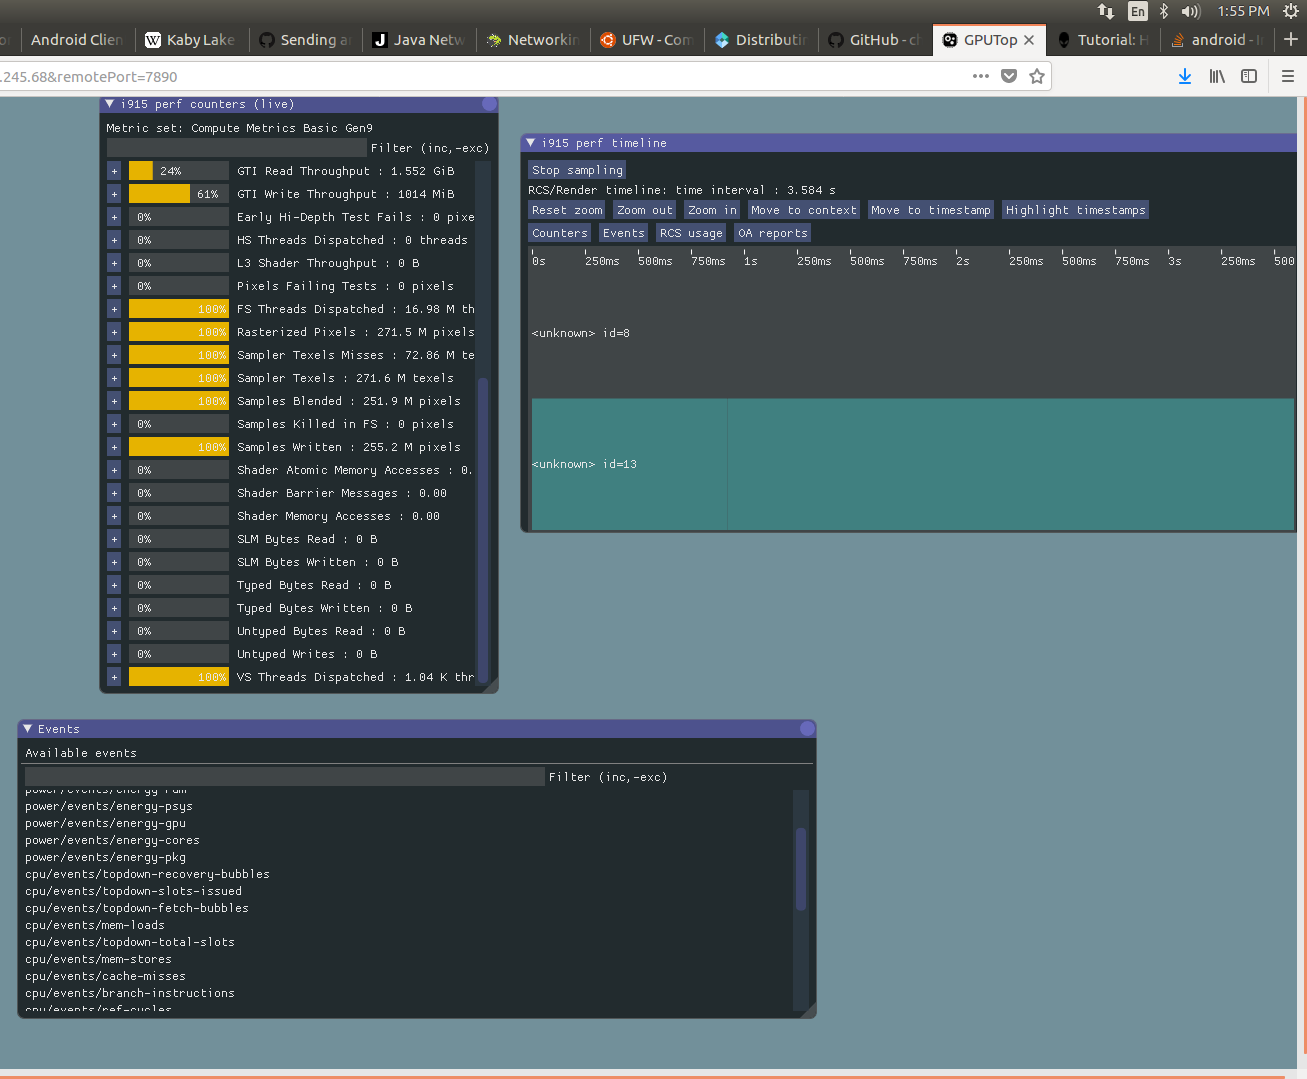 En 1:55 PM
Android Clien Kaby Lake Sending a Java Netw Networkin UFW - Com Distributin GitHub - c GPUTop Tutorial: H android - I
.245.68&remotePort=7890
i915 perf counters (live)
Metric set: Compute Metrics Basic Gen9
Filter (inc,-exc)
+ 24% GTI Read Throughput : 1.552 GiB
+ 61% GTI Write Throughput : 1014 MiB
+ 0% Early Hi-Depth Test Fails : 0 pixe
+ 0% HS Threads Dispatched : 0 threads
+ 0% L3 Shader Throughput : 0 B
+ 0% Pixels Failing Tests : 0 pixels
+ 100% FS Threads Dispatched : 16.98 M th
+ 100% Rasterized Pixels : 271.5 M pixels
+ 100% Sampler Texels Misses : 72.86 M te
+ 100% Sampler Texels : 271.6 M texels
+ 100% Samples Blended : 251.9 M pixels
+ 0% Samples Killed in FS : 0 pixels
+ 100% Samples Written : 255.2 M pixels
+ 0% Shader Atomic Memory Accesses : 0.
+ 0% Shader Barrier Messages : 0.00
+ 0% Shader Memory Accesses : 0.00
+ 0% SLM Bytes Read : 0 B
+ 0% SLM Bytes Written : 0 B
+ 0% Typed Bytes Read : 0 B
+ 0% Typed Bytes Written : 0 B
+ 0% Untyped Bytes Read : 0 B
+ 0% Untyped Writes : 0 B
+ 100% VS Threads Dispatched : 1.04 K thr
i915 perf timeline
Stop sampling
RCS/Render timeline: time interval : 3.584 s
Reset zoom Zoom out Zoom in Move to context Move to timestamp Highlight timestamps
Counters Events RCS usage OA reports
0s 250ms 500ms 750ms 1s 250ms 500ms 750ms 2s 250ms 500ms 750ms 3s 250ms 500
<unknown> id=8
<unknown> id=13
Events
Available events
Filter (inc,-exc)
power/events/energy-ram
power/events/energy-psys
power/events/energy-gpu
power/events/energy-cores
power/events/energy-pkg
cpu/events/topdown-recovery-bubbles
cpu/events/topdown-slots-issued
cpu/events/topdown-fetch-bubbles
cpu/events/mem-loads
cpu/events/topdown-total-slots
cpu/events/mem-stores
cpu/events/cache-misses
cpu/events/branch-instructions
cpu/events/ref-cycles